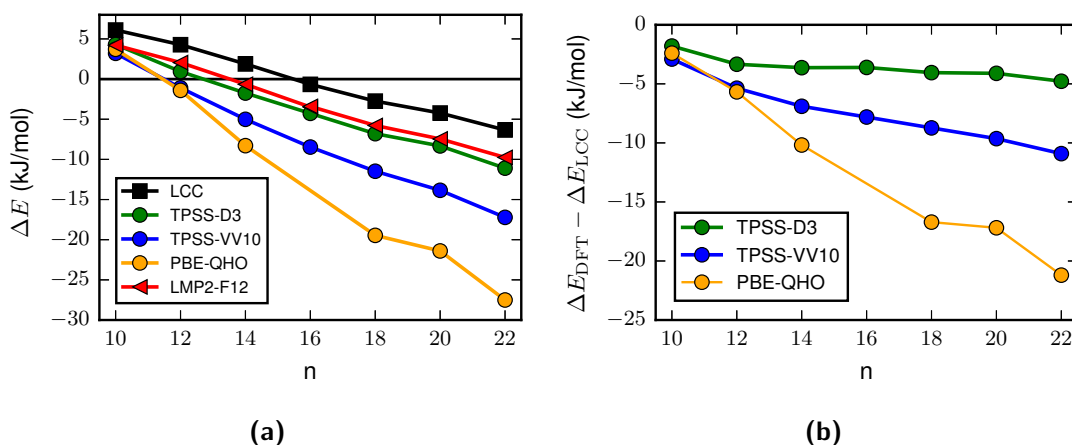 5
0
−5
−10
−15
−20
−25
−30
ΔE (kJ/mol)
LCC
TPSS-D3
TPSS-VV10
PBE-QHO
LMP2-F12
10 12 14 16 18 20 22
n
(a)
0
−5
−10
−15
−20
−25
ΔE_DFT − ΔE_LCC (kJ/mol)
TPSS-D3
TPSS-VV10
PBE-QHO
10 12 14 16 18 20 22
n
(b)